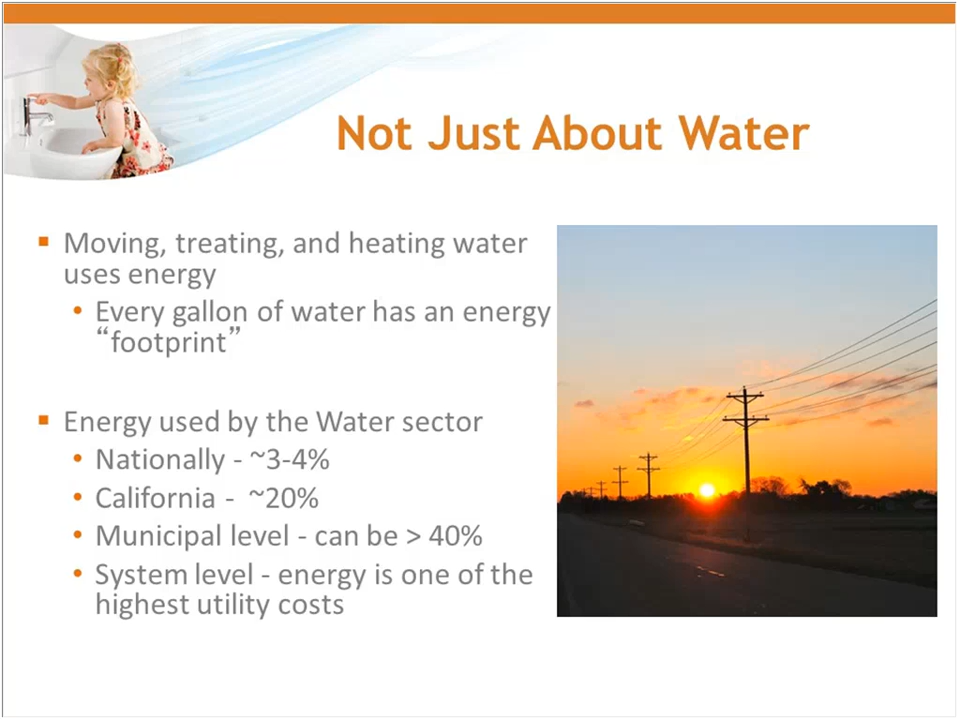 Not Just About Water
▪ Moving, treating, and heating water
uses energy
• Every gallon of water has an energy
“footprint”
▪ Energy used by the Water sector
• Nationally - ~3-4%
• California -  ~20%
• Municipal level - can be > 40%
• System level - energy is one of the
highest utility costs